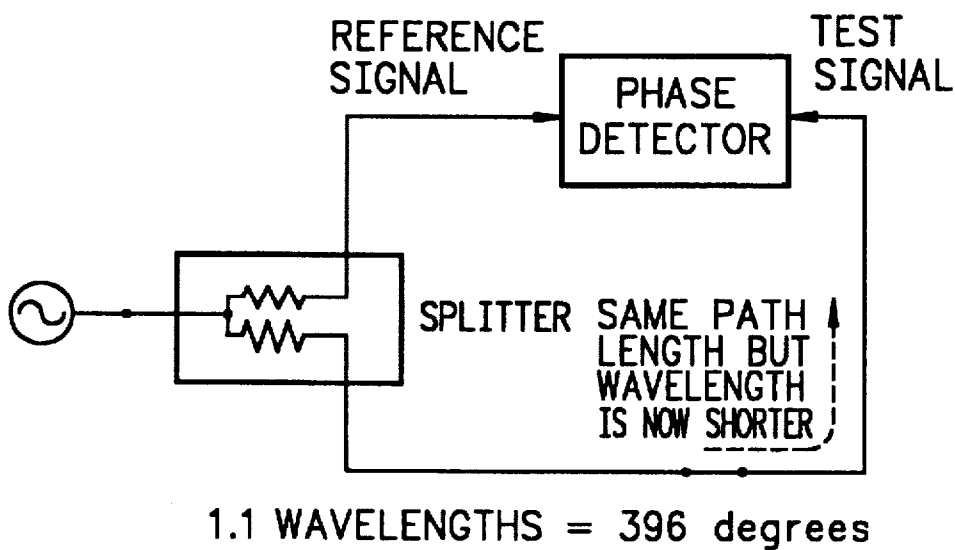 REFERENCE
SIGNAL
PHASE
DETECTOR
TEST
SIGNAL
SPLITTER
SAME PATH
LENGTH BUT
WAVELENGTH
IS NOW SHORTER
1.1 WAVELENGTHS = 396 degrees